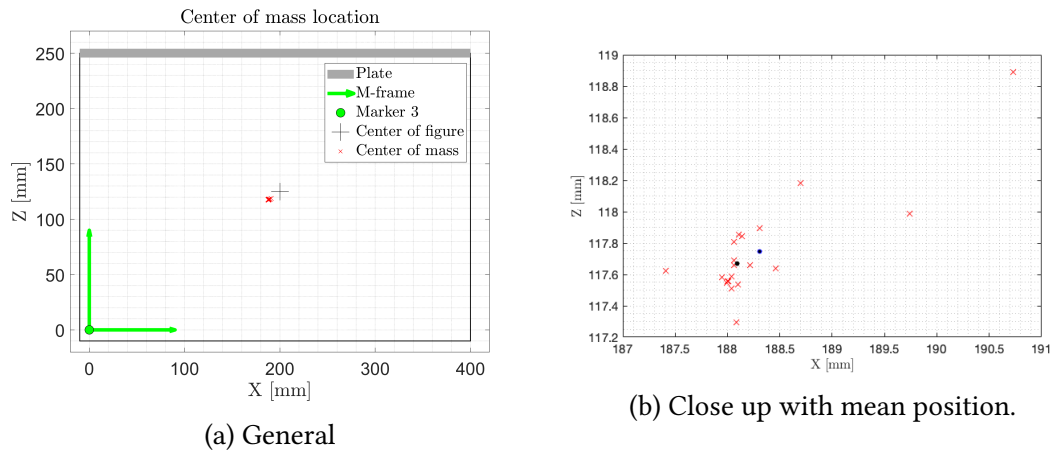 Center of mass location
250
200
150
100
50
0
Z [mm]
Plate
M-frame
Marker 3
Center of figure
Center of mass
0
100
200
300
400
X [mm]
(a) General
119
118.8
118.6
118.4
118.2
118
117.8
117.6
117.4
117.2
Z [mm]
187
187.5
188
188.5
189
189.5
190
190.5
191
X [mm]
(b) Close up with mean position.